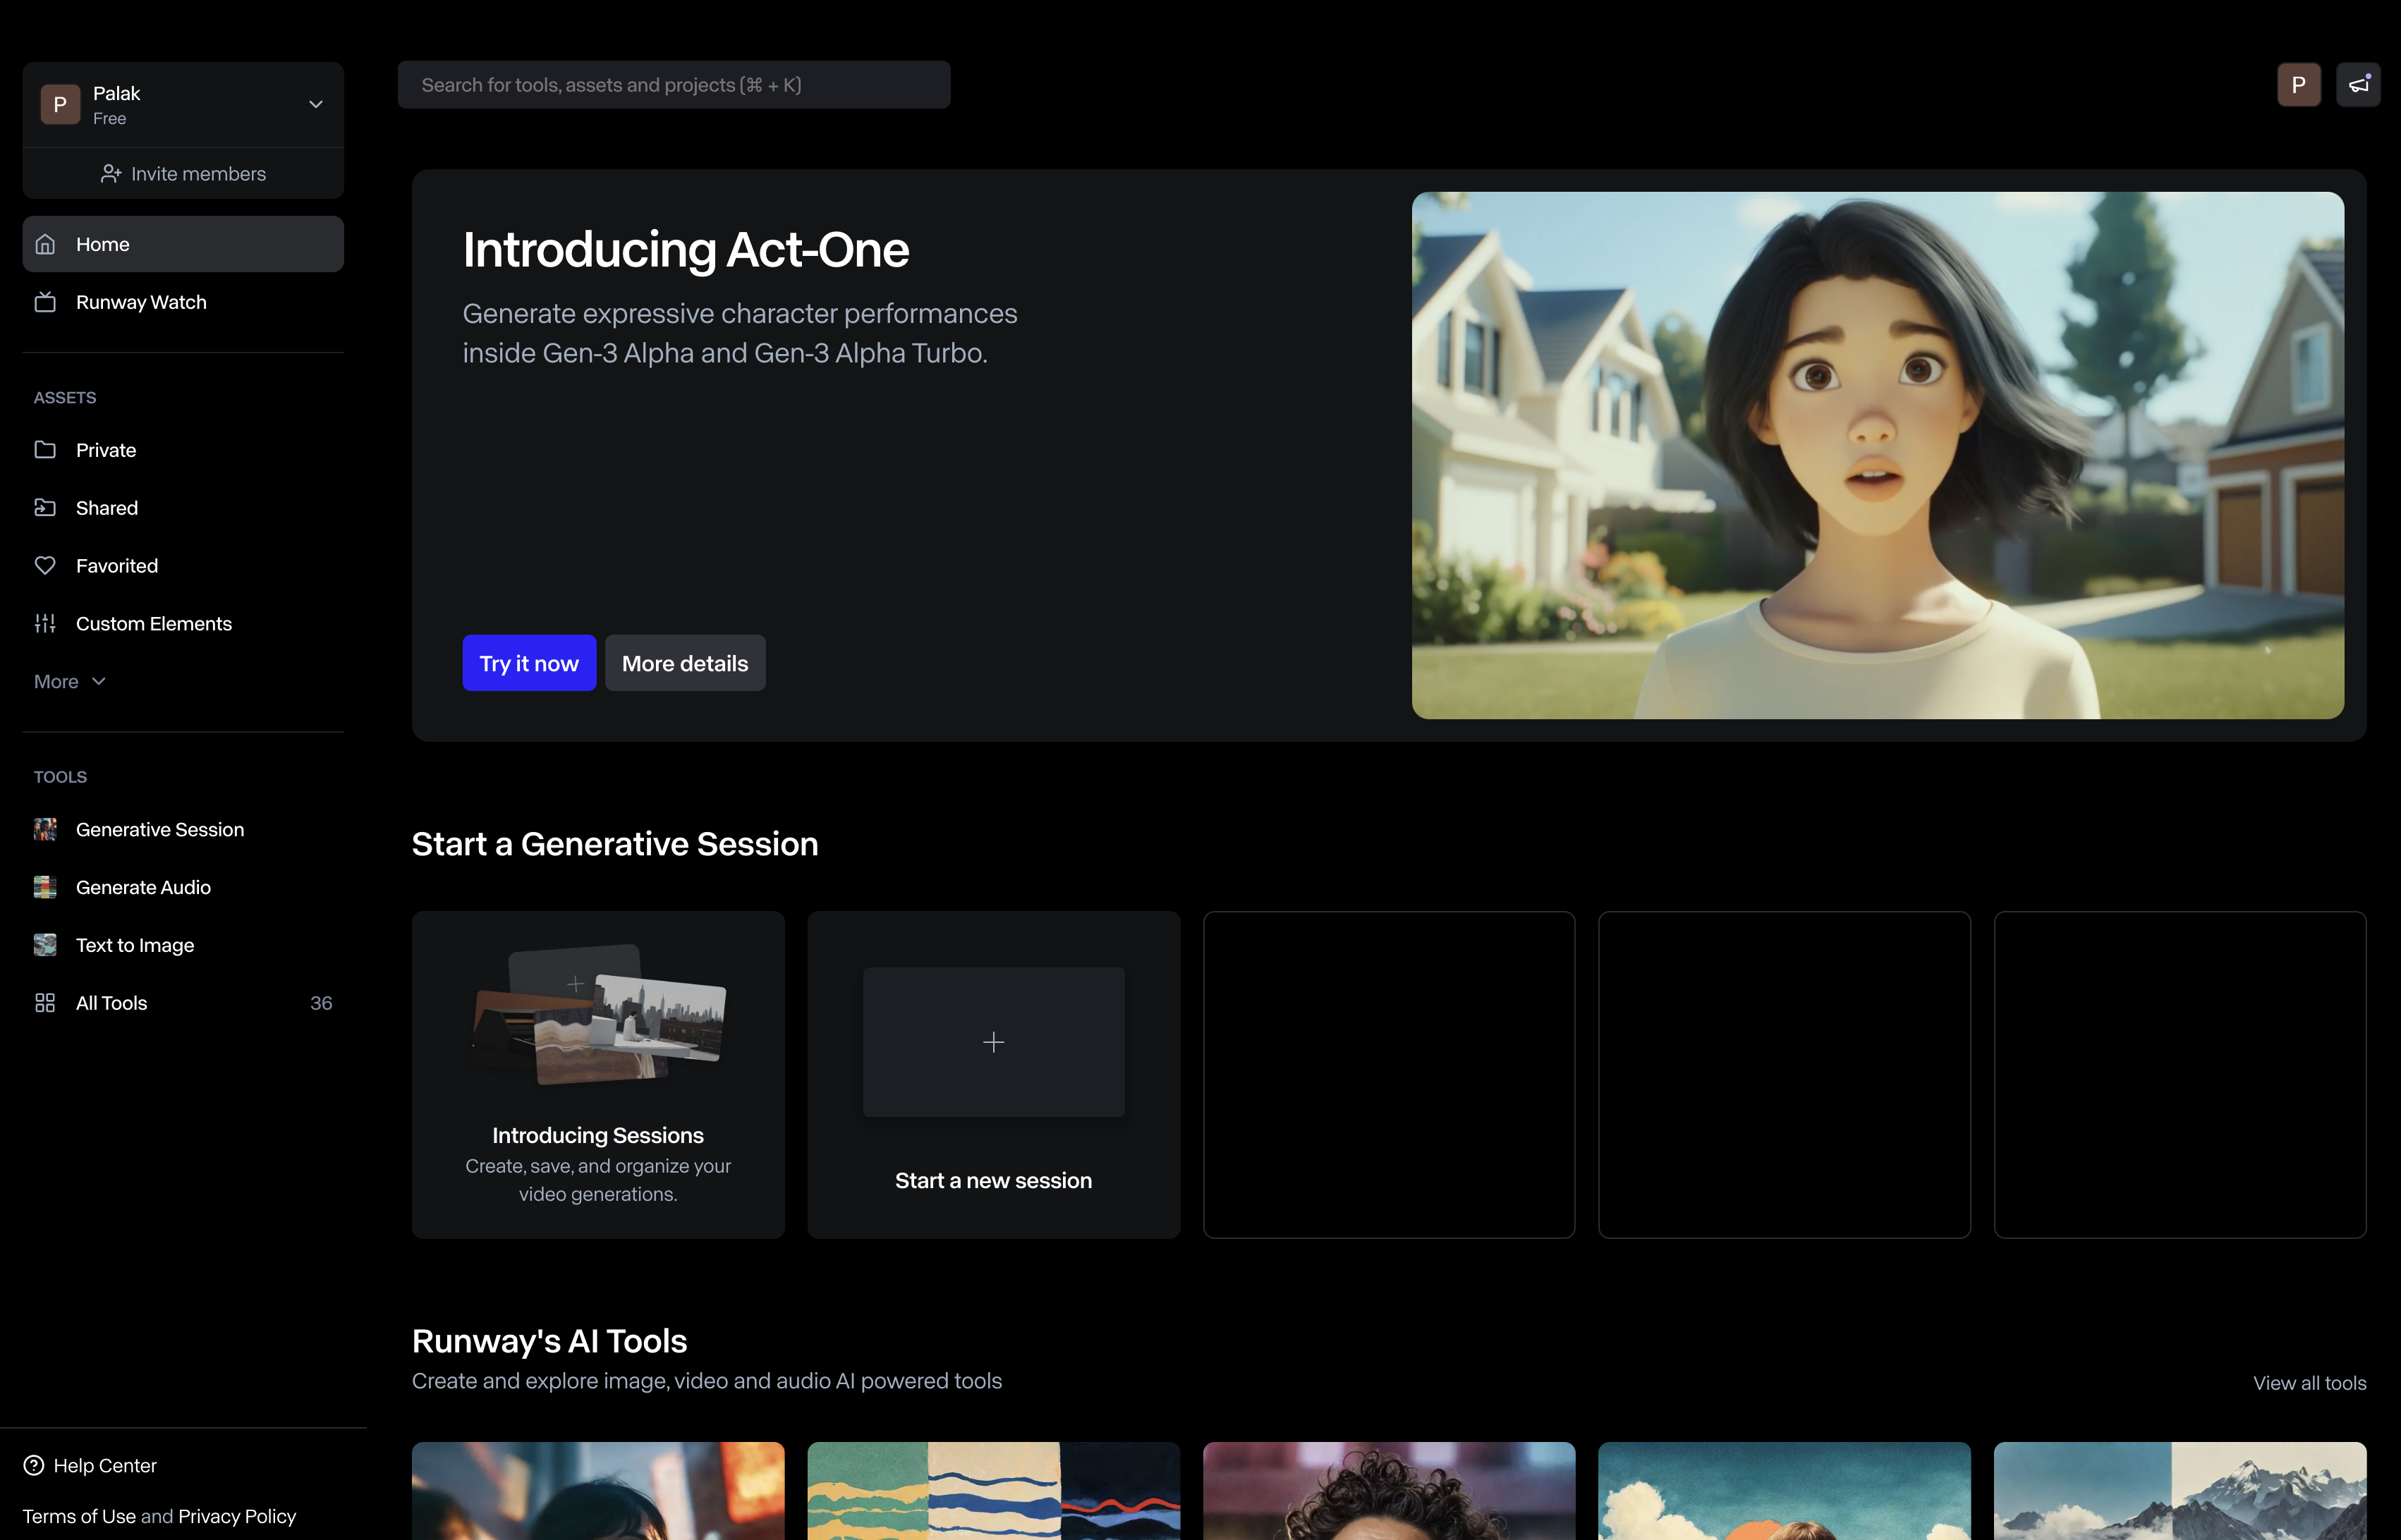 P
Palak
Free
Invite members
Home
Runway Watch
ASSETS
Private
Shared
Favorited
Custom Elements
More
TOOLS
Generative Session
Generate Audio
Text to Image
All Tools 36
Help Center
Terms of Use and Privacy Policy
Search for tools, assets and projects (⌘ + K)
P
Introducing Act-One
Generate expressive character performances
inside Gen-3 Alpha and Gen-3 Alpha Turbo.
Try it now
More details
Start a Generative Session
Introducing Sessions
Create, save, and organize your
video generations.
Start a new session
Runway's AI Tools
Create and explore image, video and audio AI powered tools
View all tools